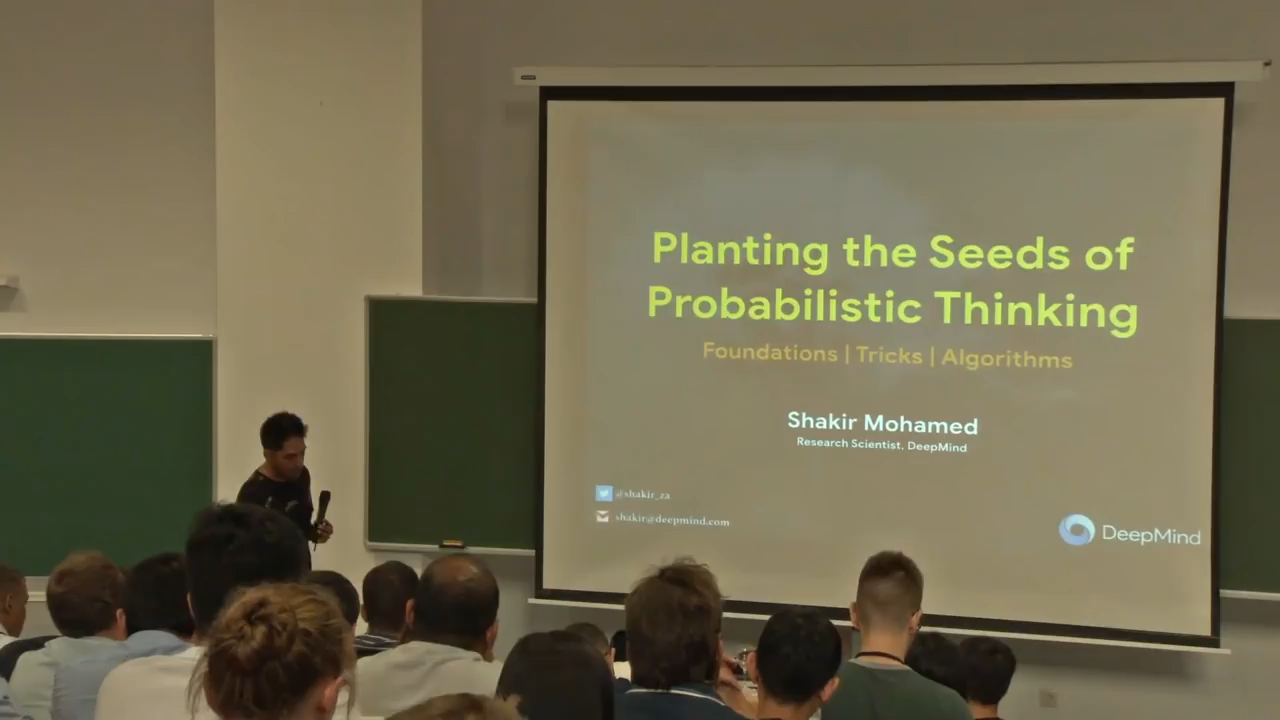 Planting the Seeds of
Probabilistic Thinking
Foundations | Tricks | Algorithms
Shakir Mohamed
Research Scientist. DeepMind
@shakir_za
shakir@deepmind.com
DeepMind